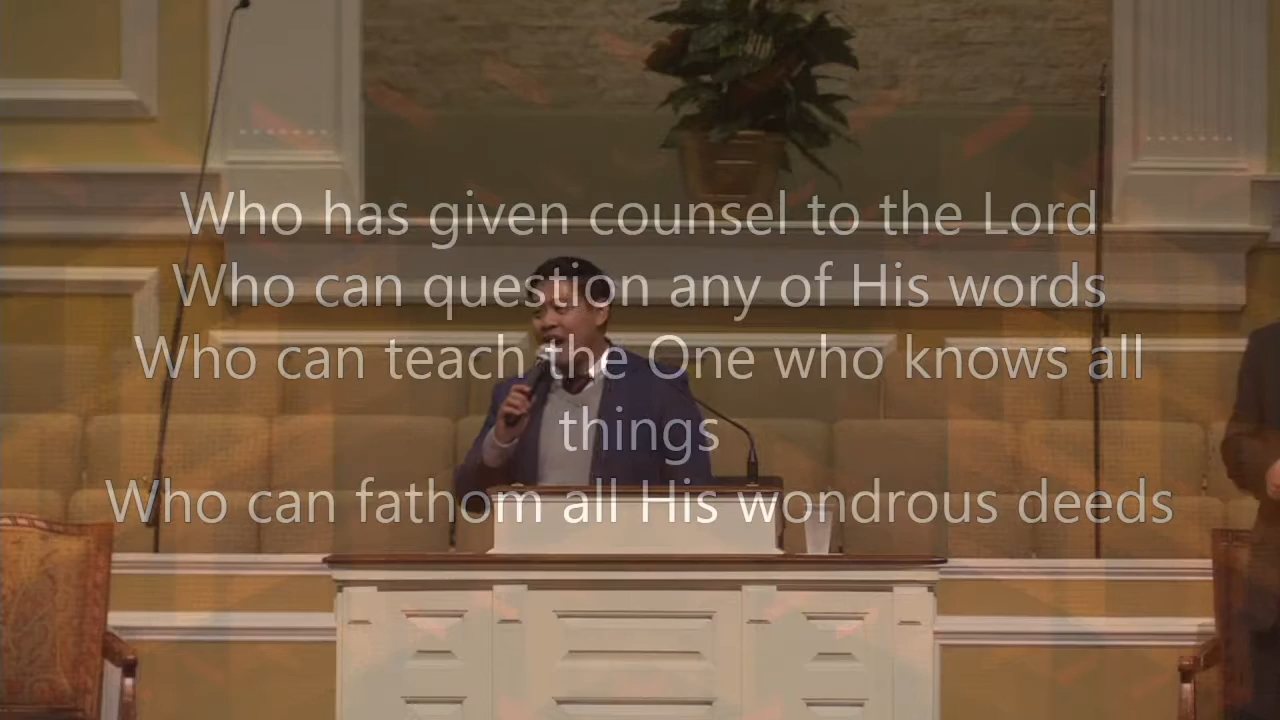 Who has given counsel to the Lord
Who can question any of His words
Who can teach the One who knows all
things
Who can fathom all His wondrous deeds